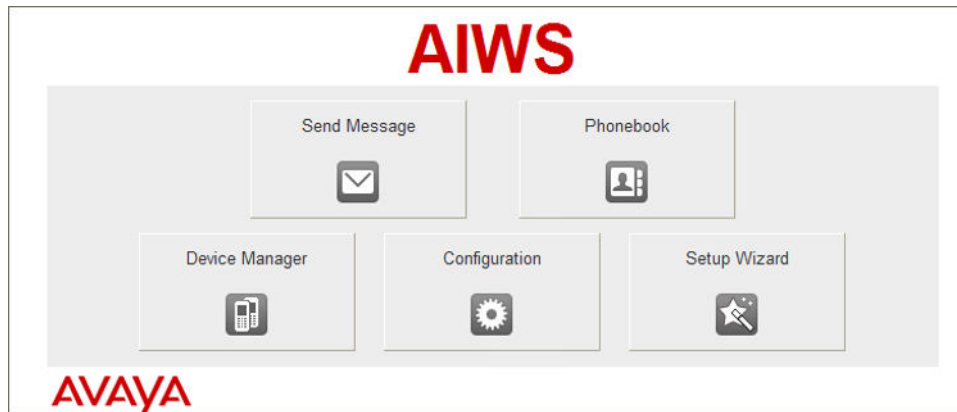 AIWS
Send Message
Phonebook
Device Manager
Configuration
Setup Wizard
AVAYA